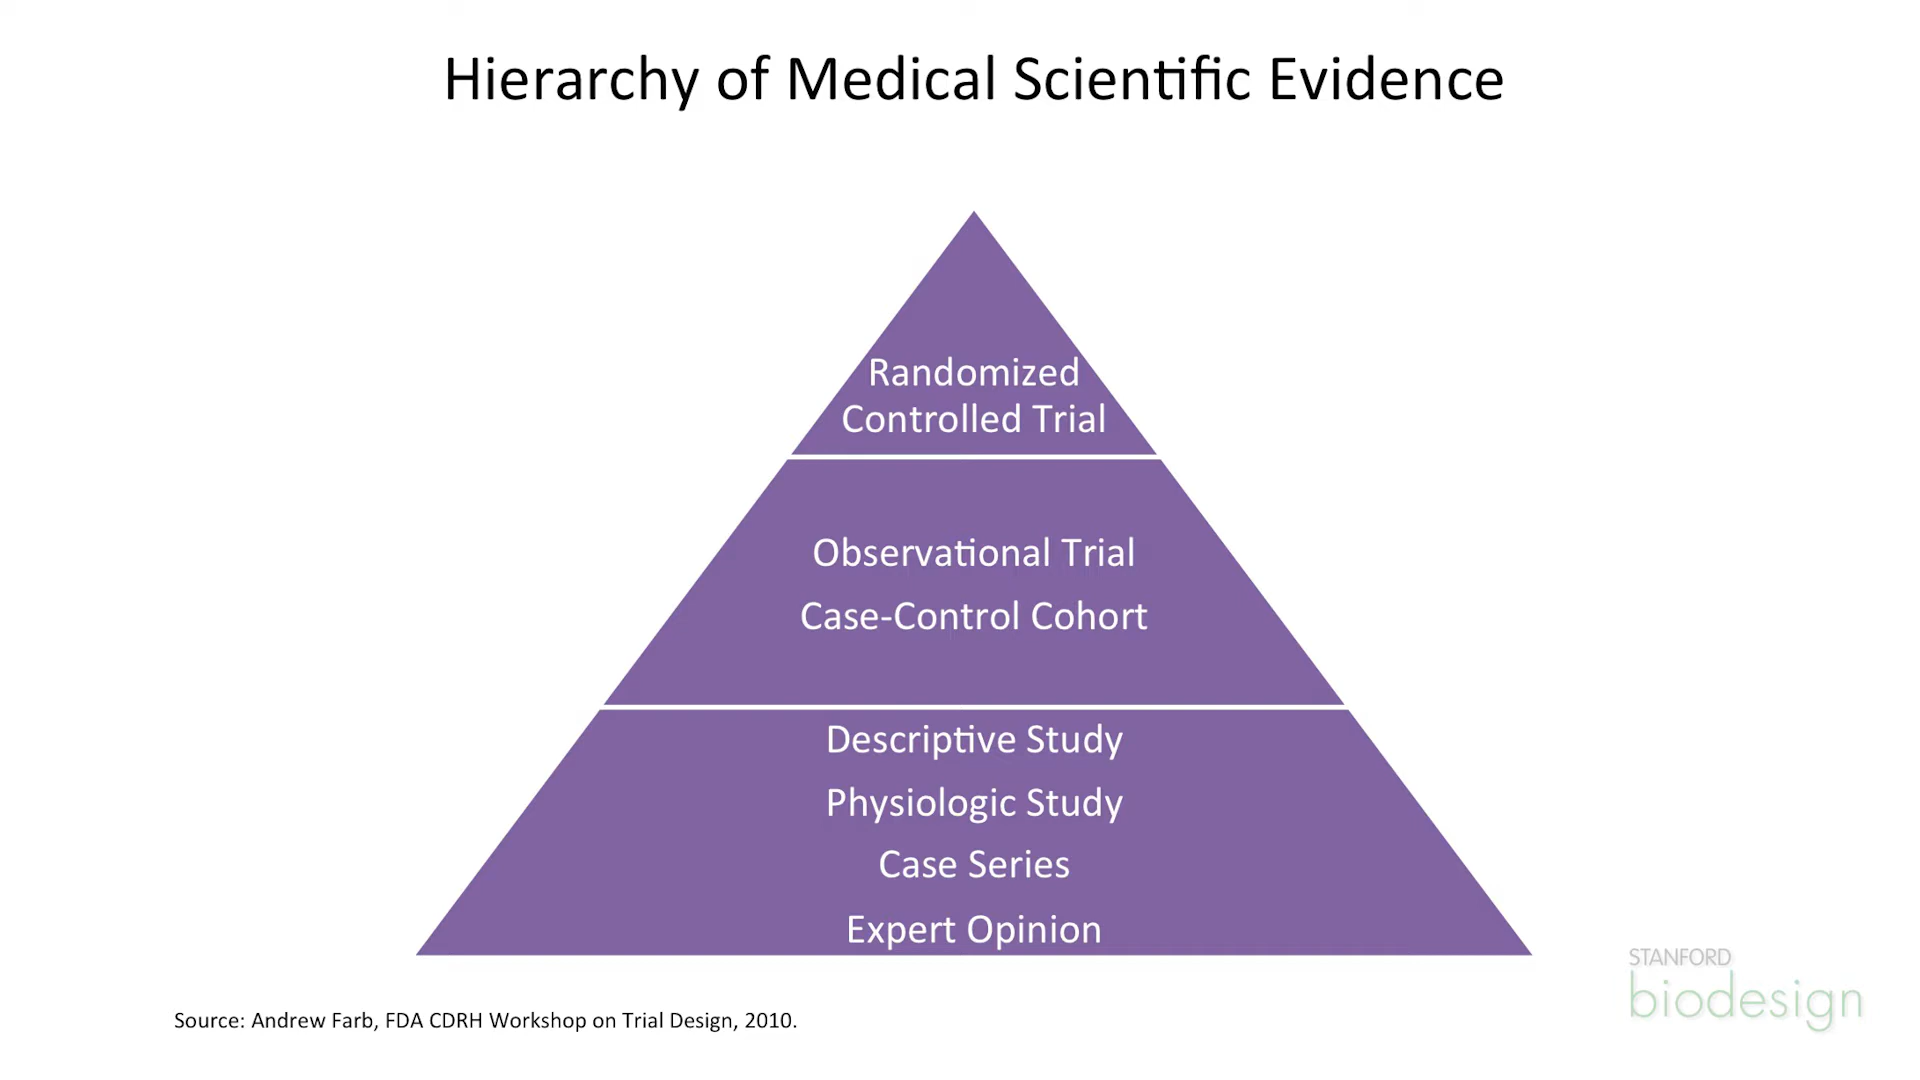 Hierarchy of Medical Scientific Evidence
Randomized
Controlled Trial
Observational Trial
Case-Control Cohort
Descriptive Study
Physiologic Study
Case Series
Expert Opinion
STANFORD
biodesign
Source: Andrew Farb, FDA CDRH Workshop on Trial Design, 2010.